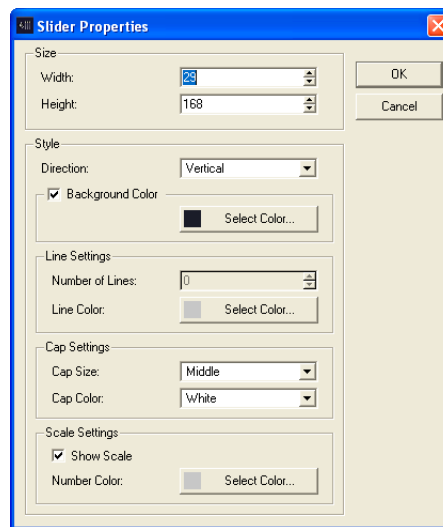 Slider Properties
Size
Width: 29
Height: 168
OK
Cancel
Style
Direction: Vertical
Background Color
Select Color...
Line Settings
Number of Lines: 0
Line Color: Select Color...
Cap Settings
Cap Size: Middle
Cap Color: White
Scale Settings
Show Scale
Number Color: Select Color...